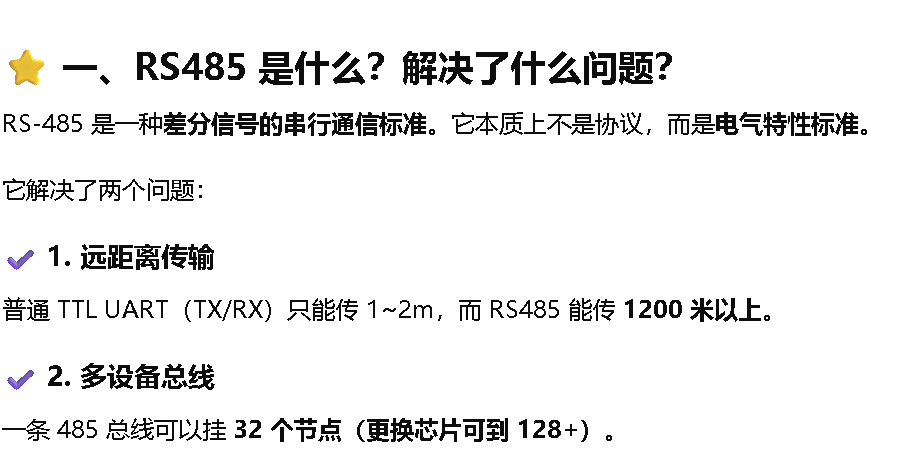 一、RS485 是什么？解决了什么问题？
RS-485 是一种差分信号的串行通信标准。它本质上不是协议，而是电气特性标准。
它解决了两个问题：
1. 远距离传输
普通 TTL UART（TX/RX）只能传 1~2m，而 RS485 能传 1200 米以上。
2. 多设备总线
一条 485 总线可以挂 32 个节点（更换芯片可到 128+）。